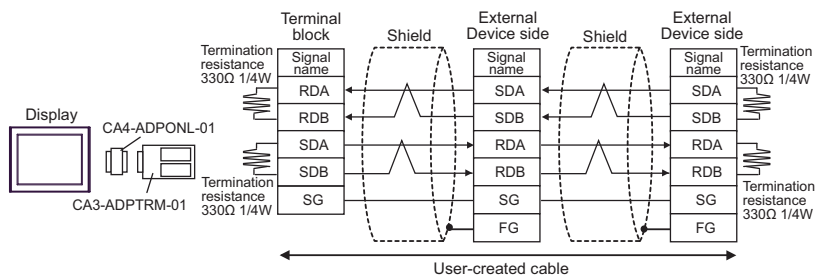 Terminal
block
Shield
External
Device side
Shield
External
Device side
Termination
resistance
330Ω 1/4W
Signal
name
Signal
name
Signal
name
Termination
resistance
330Ω 1/4W
RDA
SDA
SDA
RDB
SDB
SDB
Display
CA4-ADPONL-01
SDA
RDA
RDA
SDB
RDB
RDB
CA3-ADPTRM-01
Termination
resistance
330Ω 1/4W
SG
SG
SG
Termination
resistance
330Ω 1/4W
FG
FG
User-created cable